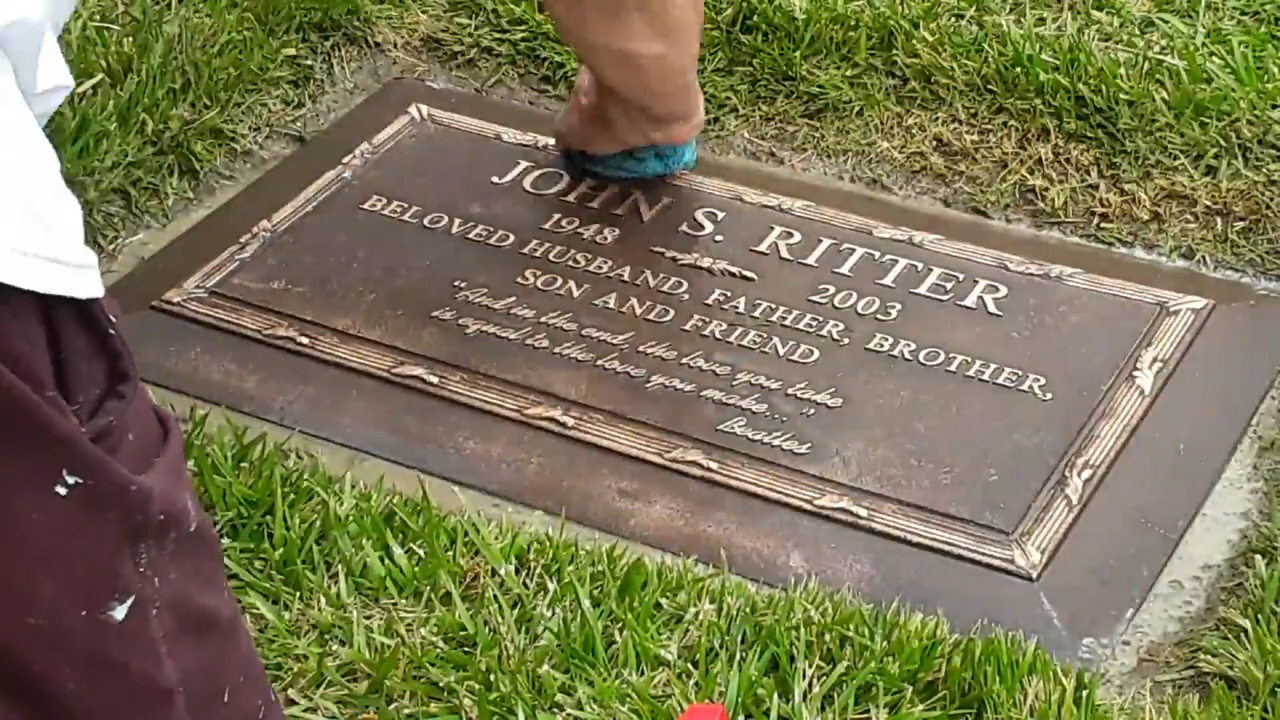 JOHN S. RITTER
1948 2003
BELOVED HUSBAND, FATHER, BROTHER,
SON AND FRIEND
"And in the end, the love you take
is equal to the love you make... "
Beatles